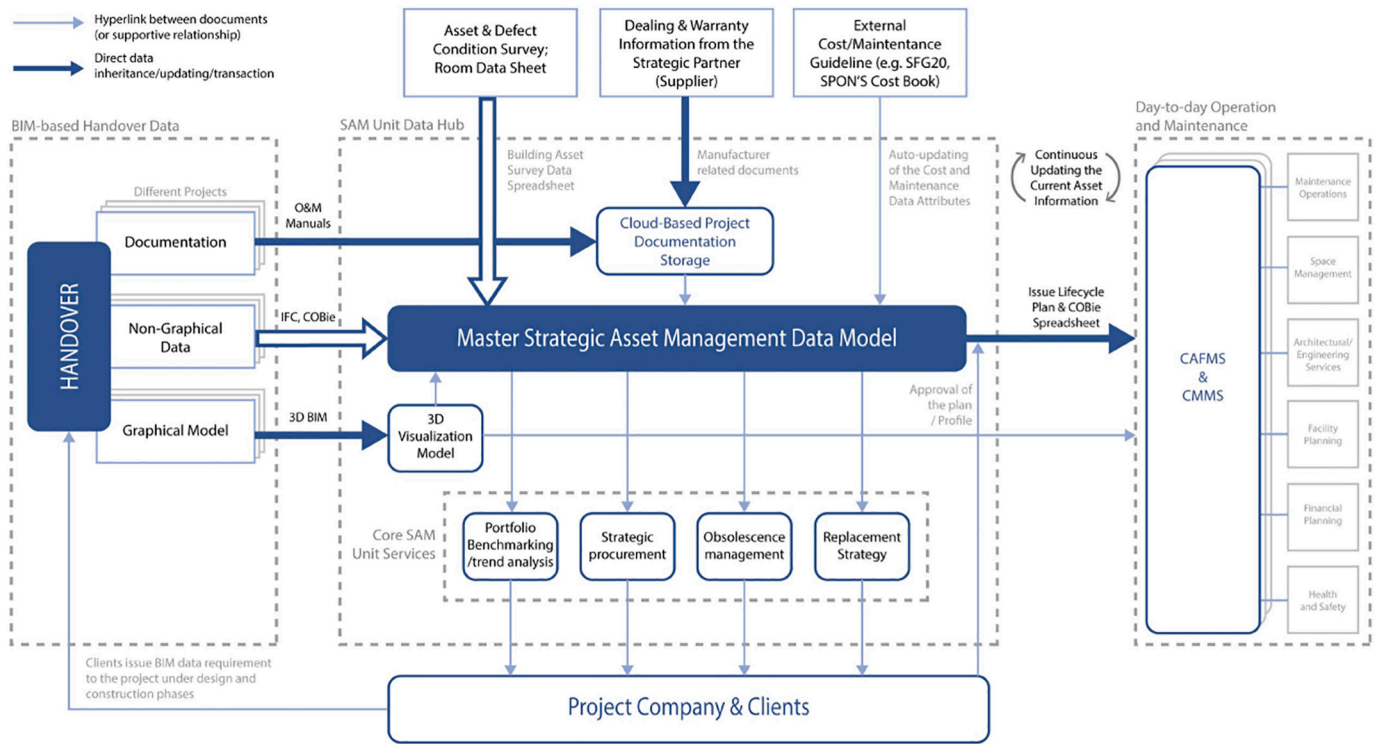 Hyperlink between doocuments
(or supportive relationship)
Direct data
inheritance/updating/transaction
Asset & Defect
Condition Survey;
Room Data Sheet
Dealing & Warranty
Information from the
Strategic Partner
(Supplier)
External
Cost/Maintentance
Guideline (e.g. SFG20,
SPON'S Cost Book)
BIM-based Handover Data
SAM Unit Data Hub
Day-to-day Operation
and Maintenance
Building Asset
Survey Data
Spreadsheet
Manufacturer
related documents
Auto-updating
of the Cost and
Maintenance
Data Attributes
Continuous
Updating the
Current Asset
Information
Different Projects
Documentation
O&M
Manuals
Cloud-Based Project
Documentation
Storage
HANDOVER
Non-Graphical
Data
IFC, COBie
Master Strategic Asset Management Data Model
Issue Lifecycle
Plan & COBie
Spreadsheet
Graphical Model
3D BIM
3D
Visualization
Model
Approval of
the plan
/ Profile
CAFMS
&
CMMS
Maintenance
Operations
Space
Management
Architectural/
Engineering
Services
Facility
Planning
Financial
Planning
Health
and Safety
Core SAM
Unit Services
Portfolio
Benchmarking
/trend analysis
Strategic
procurement
Obsolescence
management
Replacement
Strategy
Clients issue BIM data requirement
to the project under design and
construction phases
Project Company & Clients